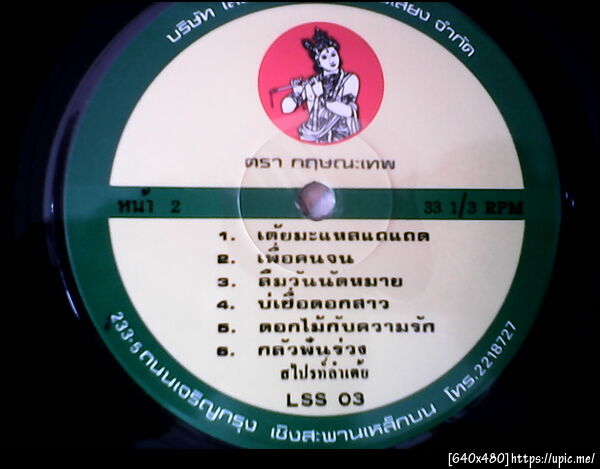 บริษัท
เสียง จำกัด
ตรา กฤษณะเทพ
หน้า 2
33 1/3 RPM
1. เต้ยมะแหสแดแดด
2. เพื่อคนจน
3. ลืมวันนัดหมาย
4. บ่เชื่อดอกสาว
5. ดอกไม้กับความรัก
6. กลัวฟันร่วง
สไปรท์ลำเต้ย
LSS 03
233-5 ถนนเจริญกรุง เชิงสะพานเหล็กบน โทร.2218727
[640x480]https://upic.me/